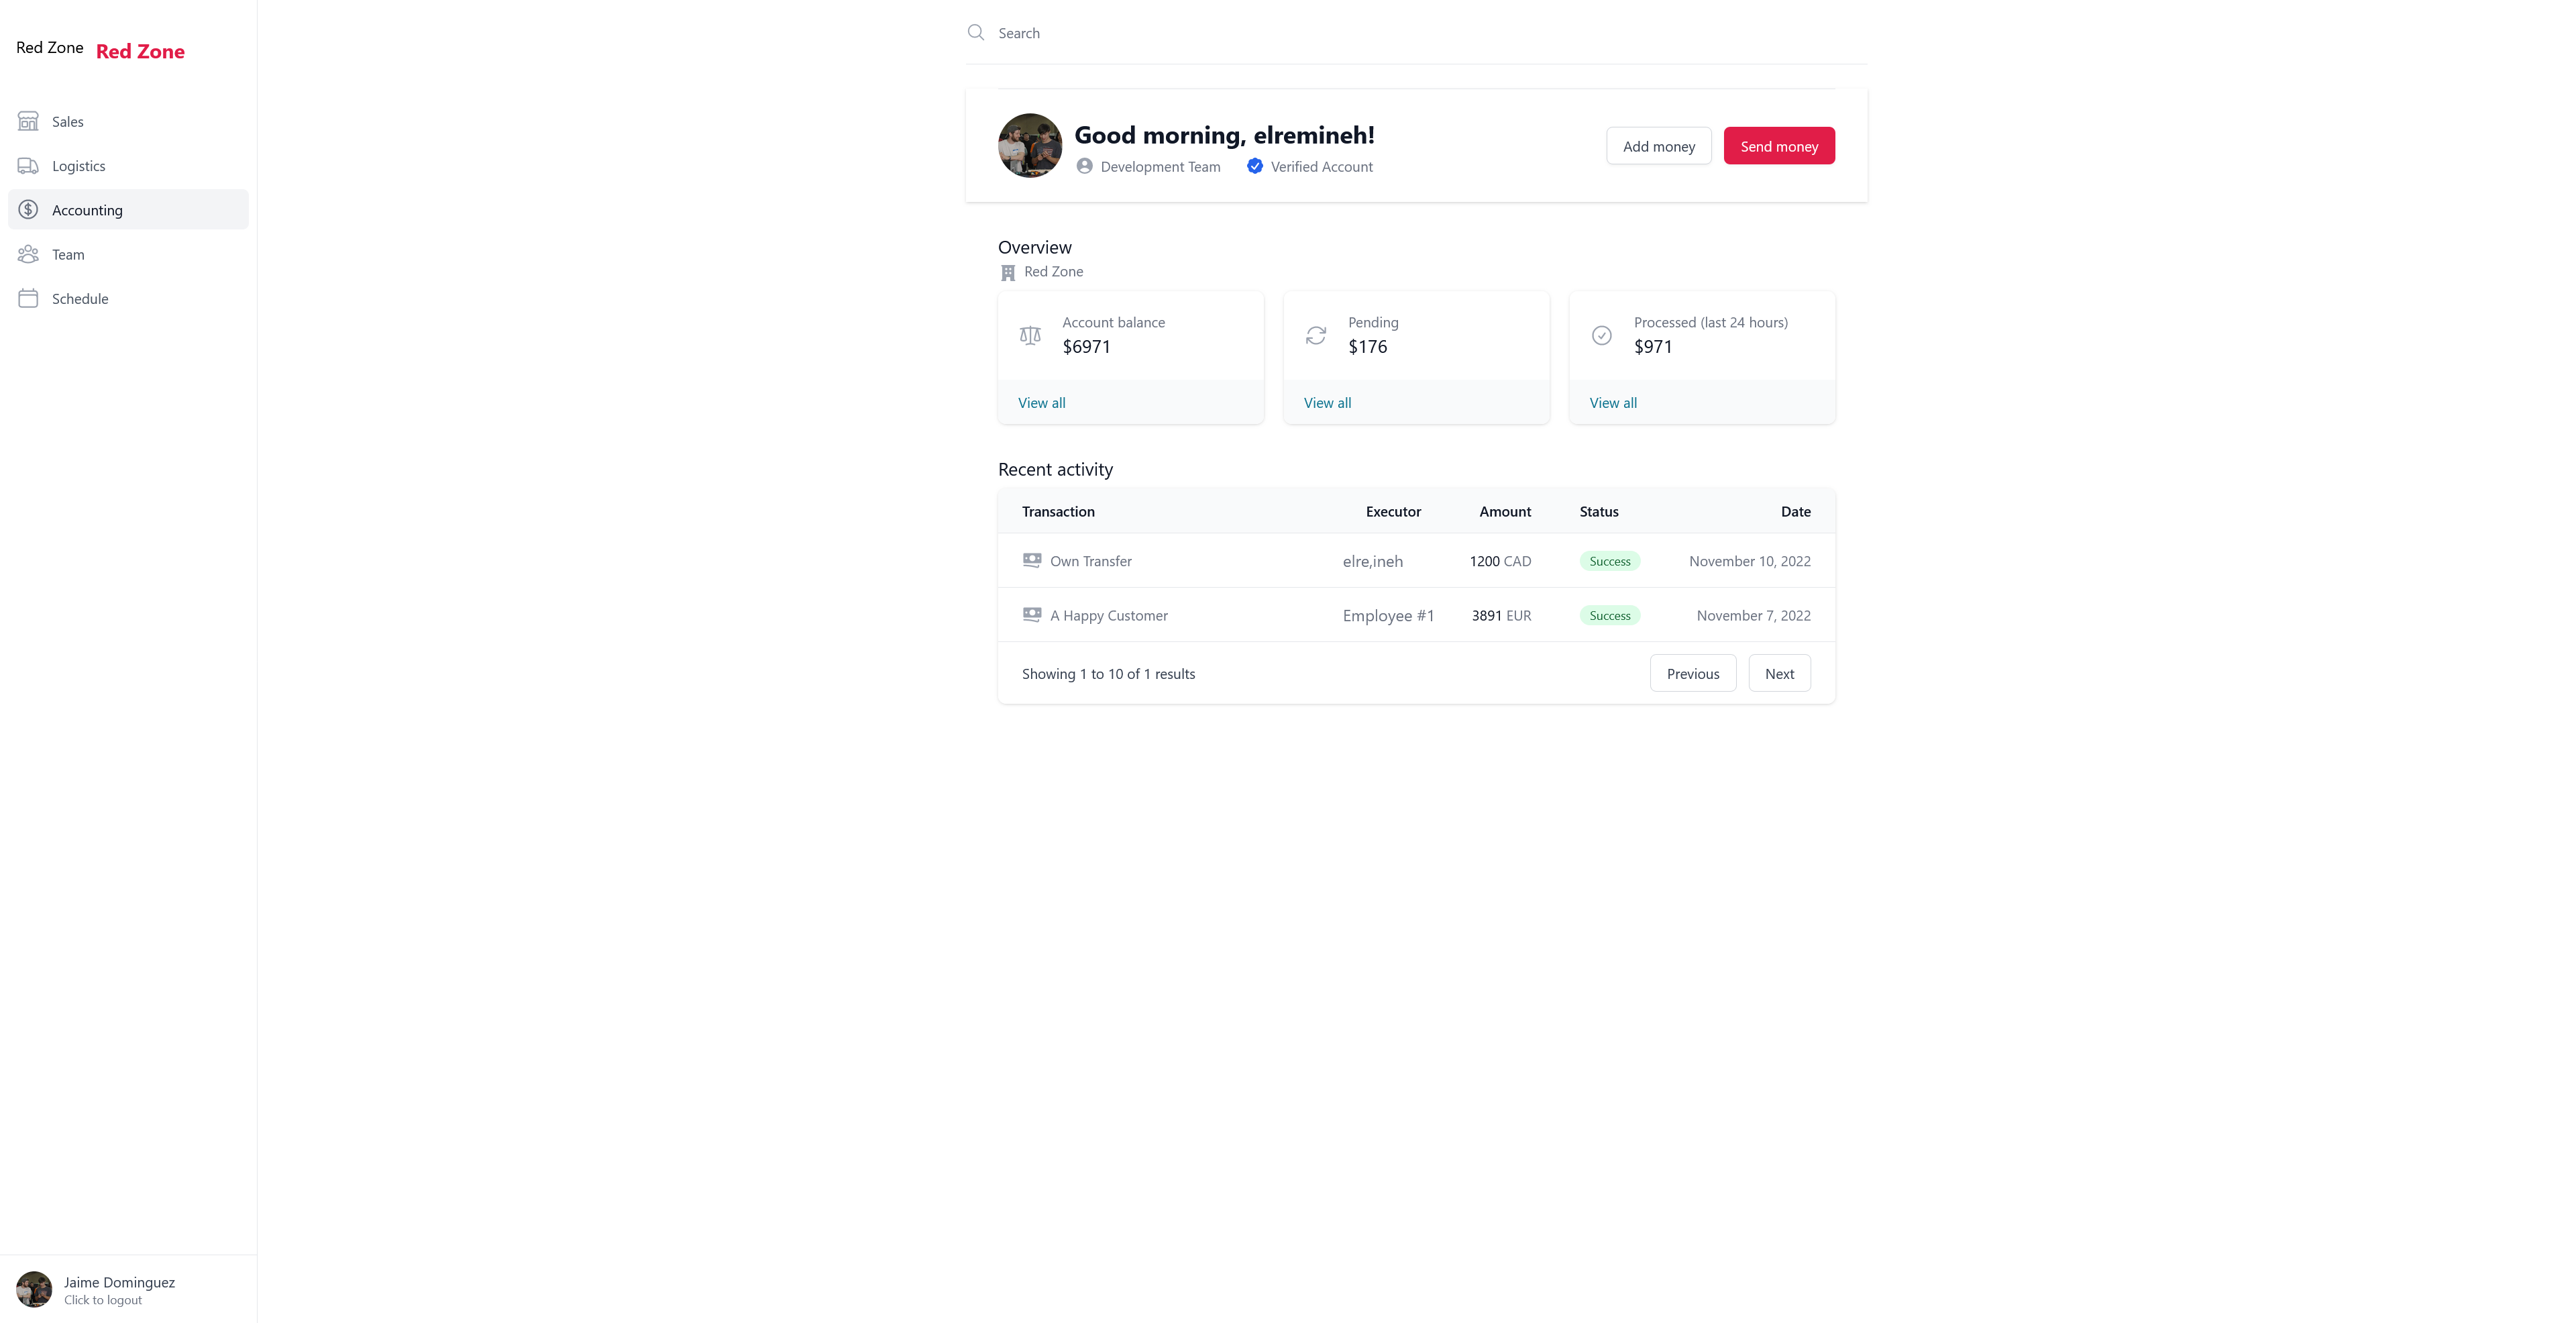 Red Zone Red Zone
Sales
Logistics
Accounting
Team
Schedule
Jaime Dominguez
Click to logout
Search
Good morning, elremineh!
Development Team Verified Account
Add money Send money
Overview
Red Zone
Account balance
$6971
View all
Pending
$176
View all
Processed (last 24 hours)
$971
View all
Recent activity
Transaction Executor Amount Status Date
Own Transfer elre,ineh 1200 CAD Success November 10, 2022
A Happy Customer Employee #1 3891 EUR Success November 7, 2022
Showing 1 to 10 of 1 results Previous Next